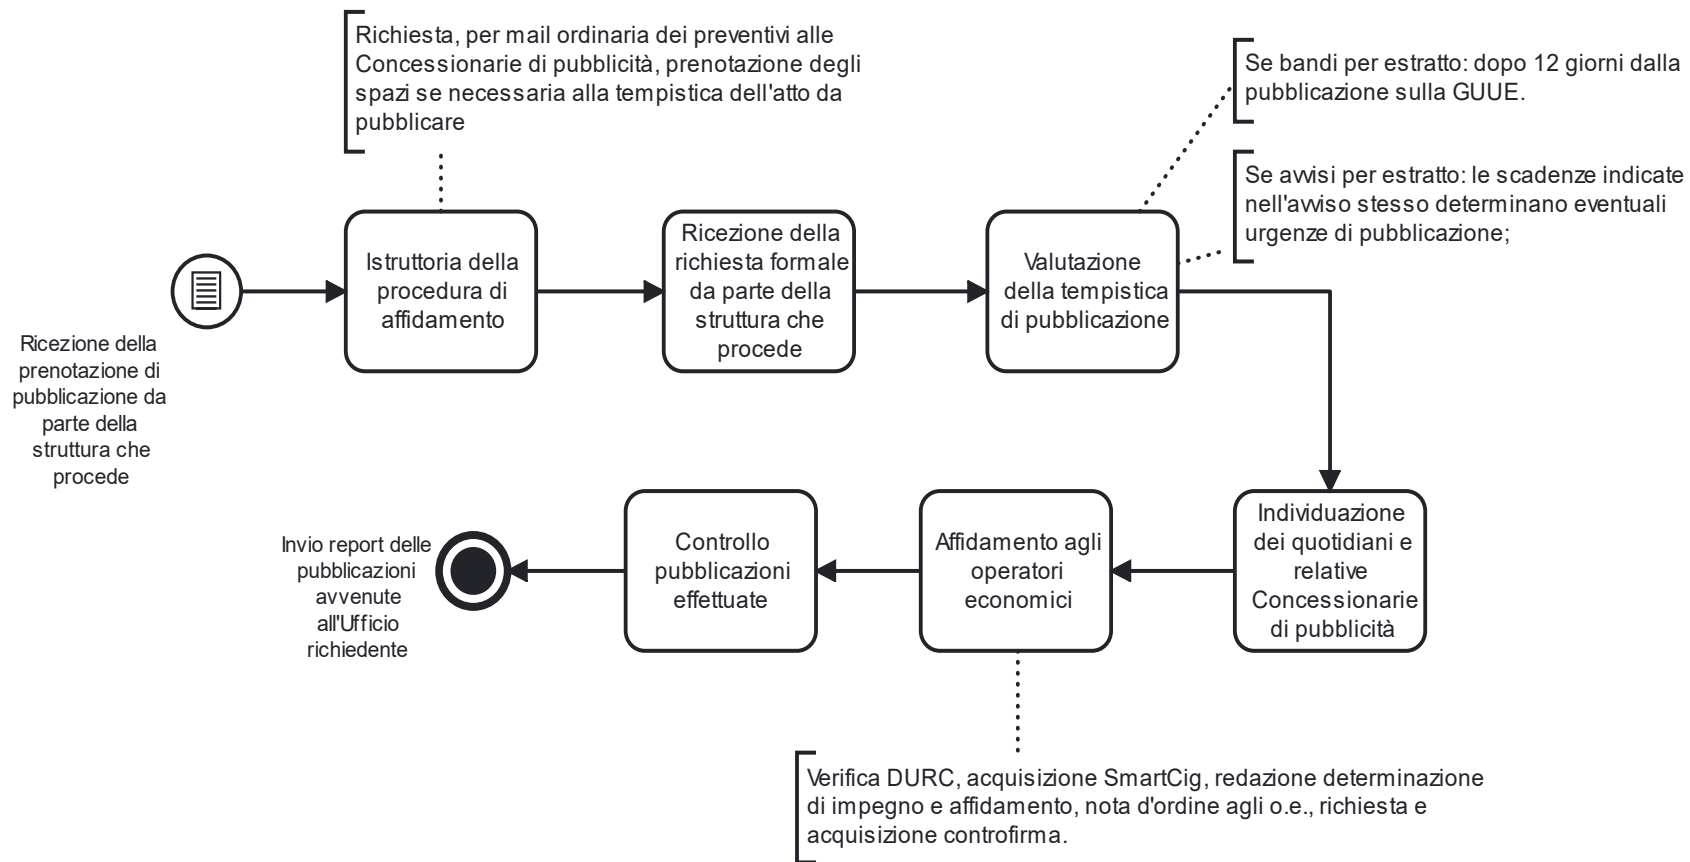 Richiesta, per mail ordinaria dei preventivi alle
Concessionarie di pubblicità, prenotazione degli
spazi se necessaria alla tempistica dell'atto da
pubblicare
Se bandi per estratto: dopo 12 giorni dalla
pubblicazione sulla GUUE.
Se avvisi per estratto: le scadenze indicate
nell'avviso stesso determinano eventuali
urgenze di pubblicazione;
Ricezione della
prenotazione di
pubblicazione da
parte della
struttura che
procede
Istruttoria della
procedura di
affidamento
Ricezione della
richiesta formale
da parte della
struttura che
procede
Valutazione
della tempistica
di pubblicazione
Individuazione
dei quotidiani e
relative
Concessionarie
di pubblicità
Affidamento agli
operatori
economici
Controllo
pubblicazioni
effettuate
Invio report delle
pubblicazioni
avvenute
all'Ufficio
richiedente
Verifica DURC, acquisizione SmartCig, redazione determinazione
di impegno e affidamento, nota d'ordine agli o.e., richiesta e
acquisizione controfirma.